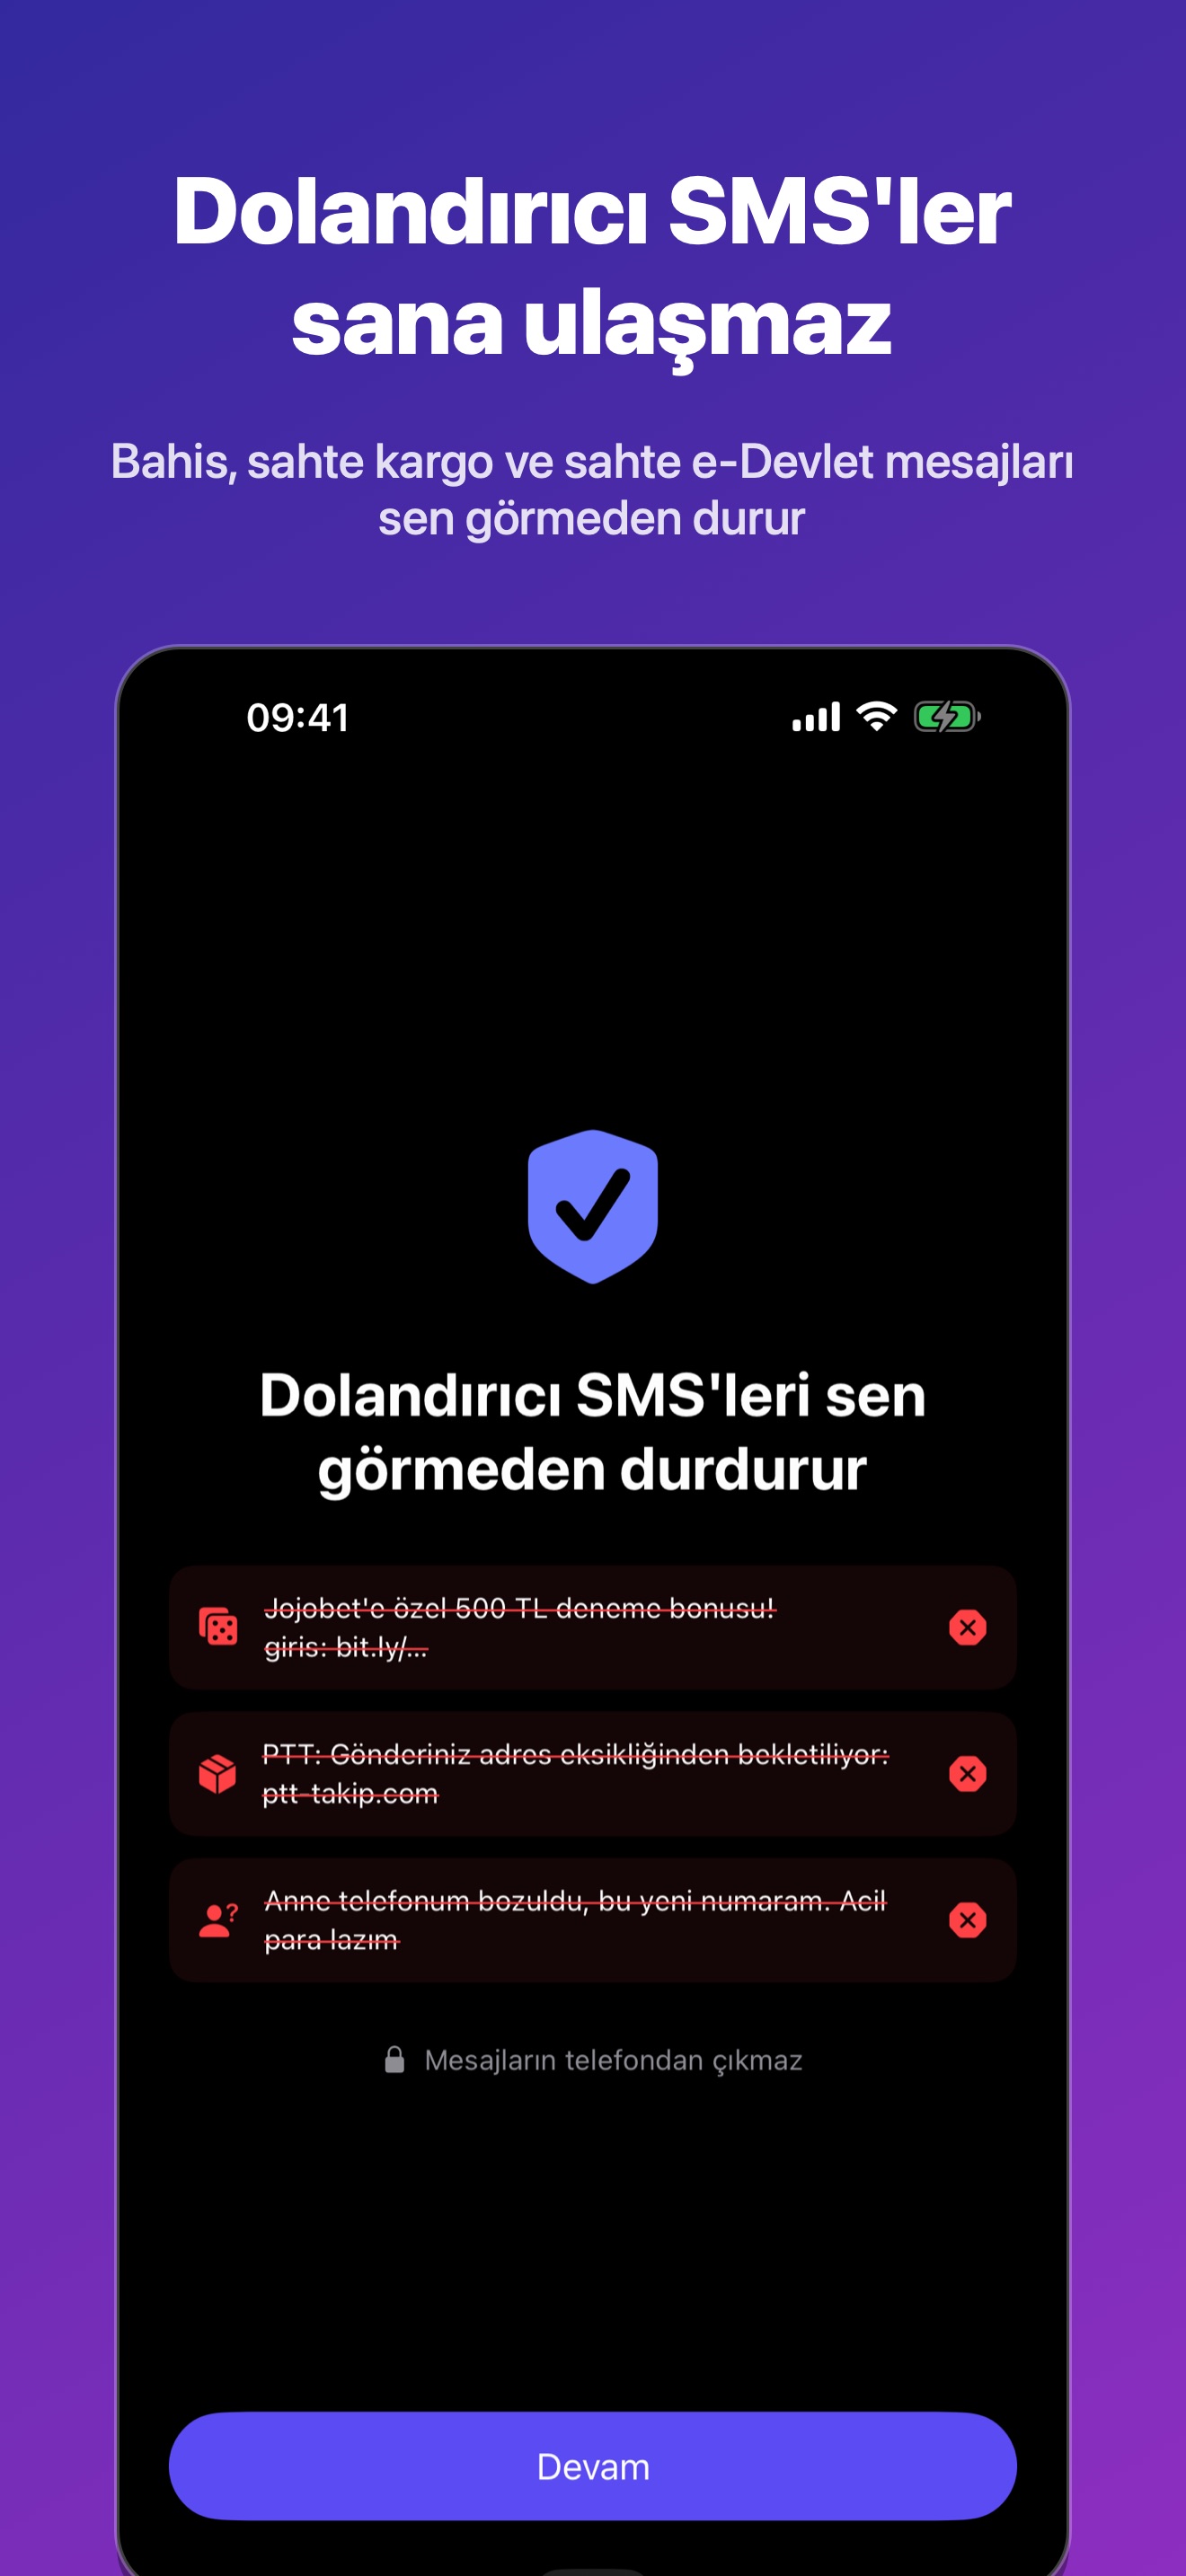 Dolandırıcı SMS'ler
sana ulaşmaz
Bahis, sahte kargo ve sahte e-Devlet mesajları
sen görmeden durur
09:41
Dolandırıcı SMS'leri sen
görmeden durdurur
Jojobet'e özel 500 TL deneme bonusu!
giris: bit.ly/...
PTT: Gönderiniz adres eksikliğinden bekletiliyor:
ptt-takip.com
Anne telefonum bozuldu, bu yeni numaram. Acil
para lazım
Mesajların telefondan çıkmaz
Devam